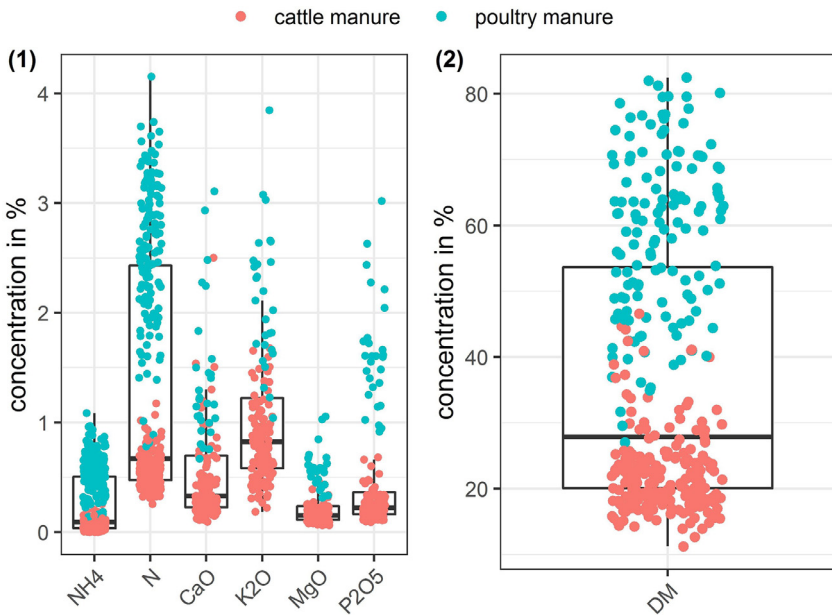 cattle manure poultry manure
(1)
(2)
concentration in %
4
3
2
1
0
NH4 N CaO K2O MgO P2O5
concentration in %
80
60
40
20
DM